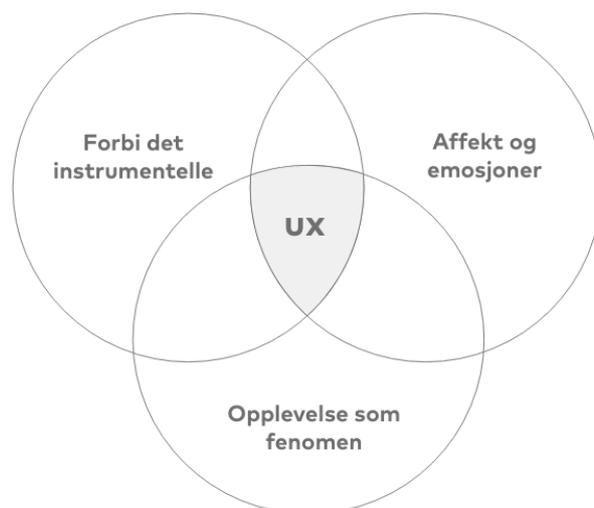 Forbi det
instrumentelle
Affekt og
emosjoner
UX
Opplevelse som
fenomen